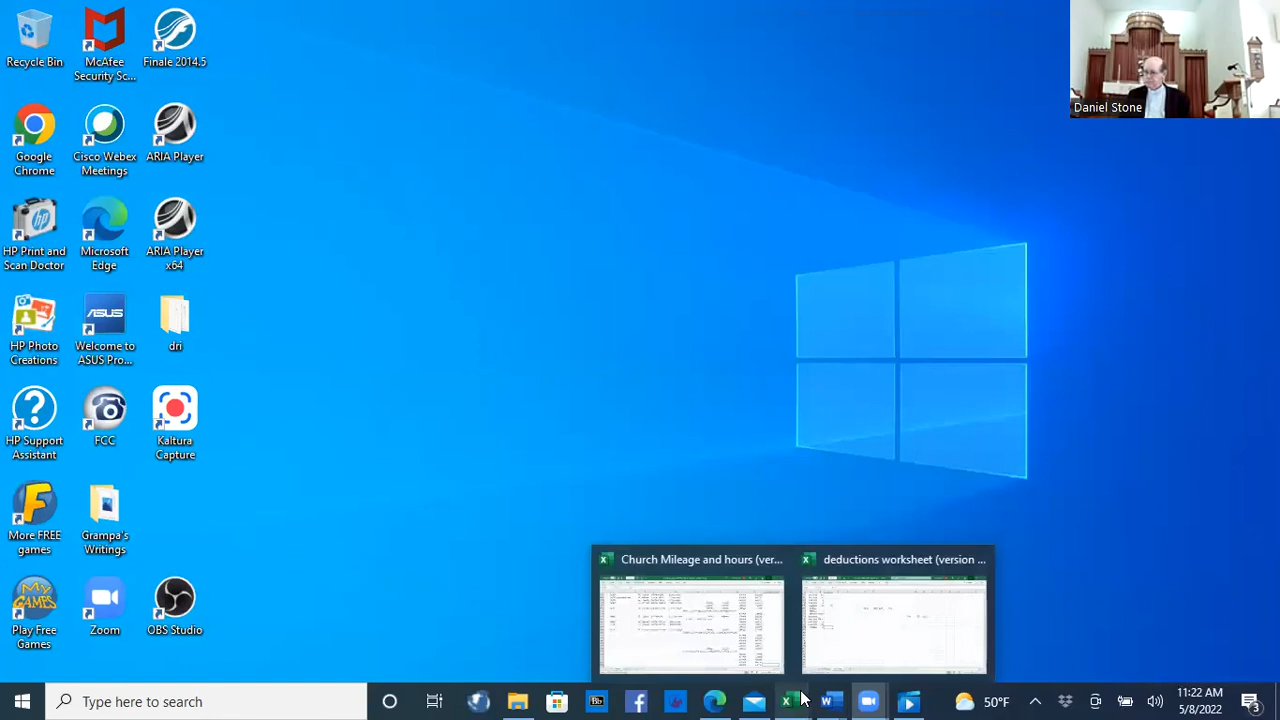 Recycle Bin
McAfee
Security Sc...
Finale 2014.5
Google
Chrome
Cisco Webex
Meetings
ARIA Player
HP Print and
Scan Doctor
Microsoft
Edge
ARIA Player
x64
HP Photo
Creations
Welcome to
ASUS Pro...
dri
HP Support
Assistant
FCC
Kaltura
Capture
More FREE
games
Grampa's
Writings
Play Free
Games
Zoom
OBS Studio
Daniel Stone
Church Mileage and hours (ver...
deductions worksheet (version ...
Type here to search
50°F
11:22 AM
5/8/2022
3